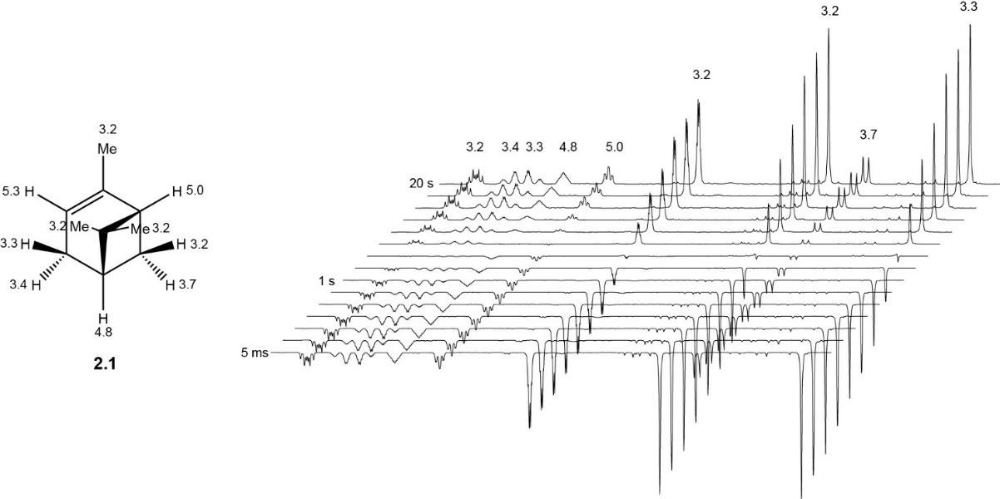 3.2
Me
5.3 H
H 5.0
3.2 Me
Me 3.2
3.3 H
H 3.2
3.4 H
H 3.7
H
4.8
2.1
3.2
3.3
3.2
3.7
3.2 3.4 3.3 4.8 5.0
20 s
1 s
5 ms